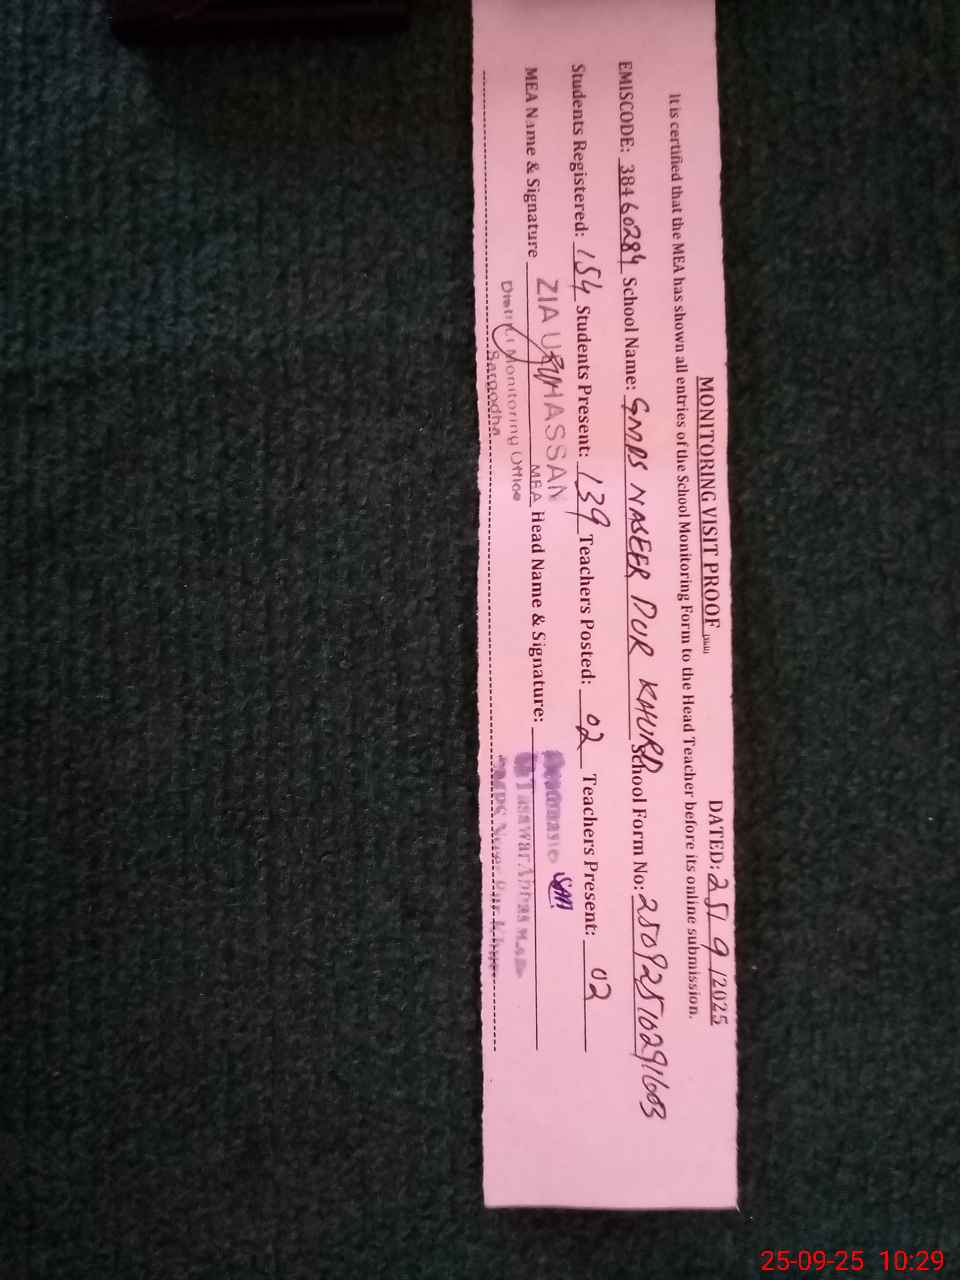 MONITORING VISIT PROOF
DATED: 25/ 9 /2025
It is certified that the MEA has shown all entries of the School Monitoring Form to the Head Teacher before its online submission.
EMISCODE: 38460284 School Name: GMPS NASEER PUR KHURD School Form No: 250925102911603
Students Registered: 154 Students Present: 139 Teachers Posted: 02 Teachers Present: 02
MEA Name & Signature Head Name & Signature:
ZIA UL HASSAN
MEA
District Monitoring Office
Sargodha
Tasawar Abbas
25-09-25 10:29